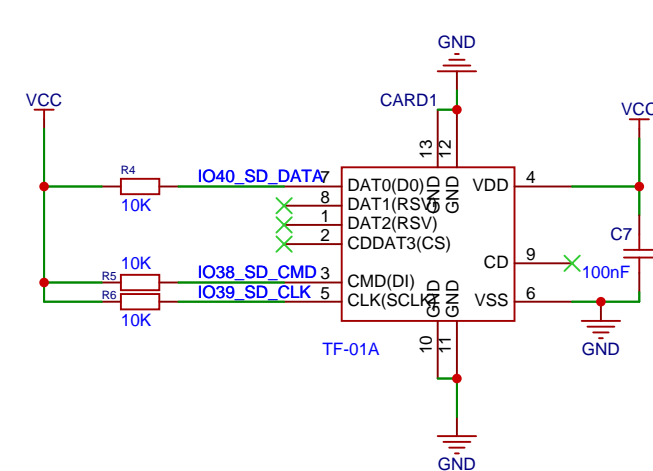 GND
VCC
CARD1
VCC
13
12
R4
IO40_SD_DATA
7
DAT0(D0)
GND
GND
VDD
4
10K
8
DAT1(RSV)
1
DAT2(RSV)
2
CDDAT3(CS)
C7
10K
CD
9
100nF
R5
IO38_SD_CMD
3
CMD(DI)
R6
IO39_SD_CLK
5
CLK(SCLK)
GND
GND
VSS
6
10K
TF-01A
10
11
GND
GND